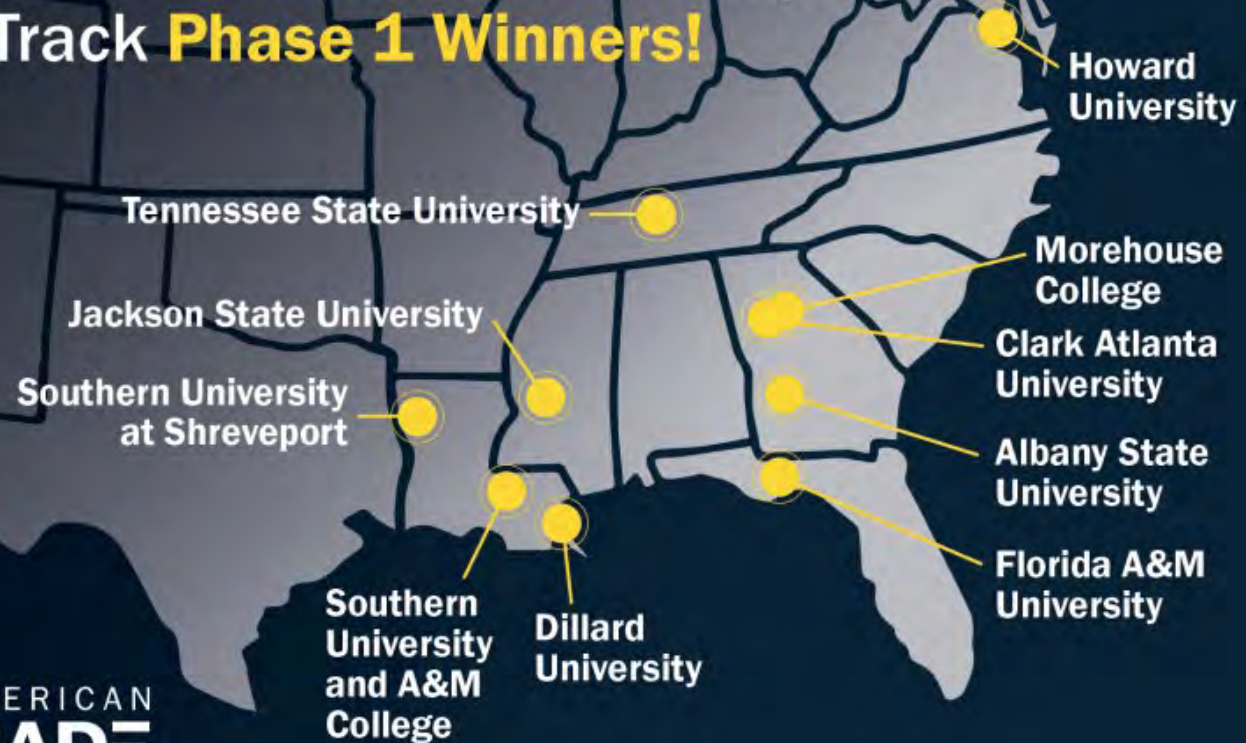 Track Phase 1 Winners!
Howard
University
Tennessee State University
Morehouse
College
Jackson State University
Clark Atlanta
University
Southern University
at Shreveport
Albany State
University
Florida A&M
University
Southern
University
and A&M
College
Dillard
University
ERICAN